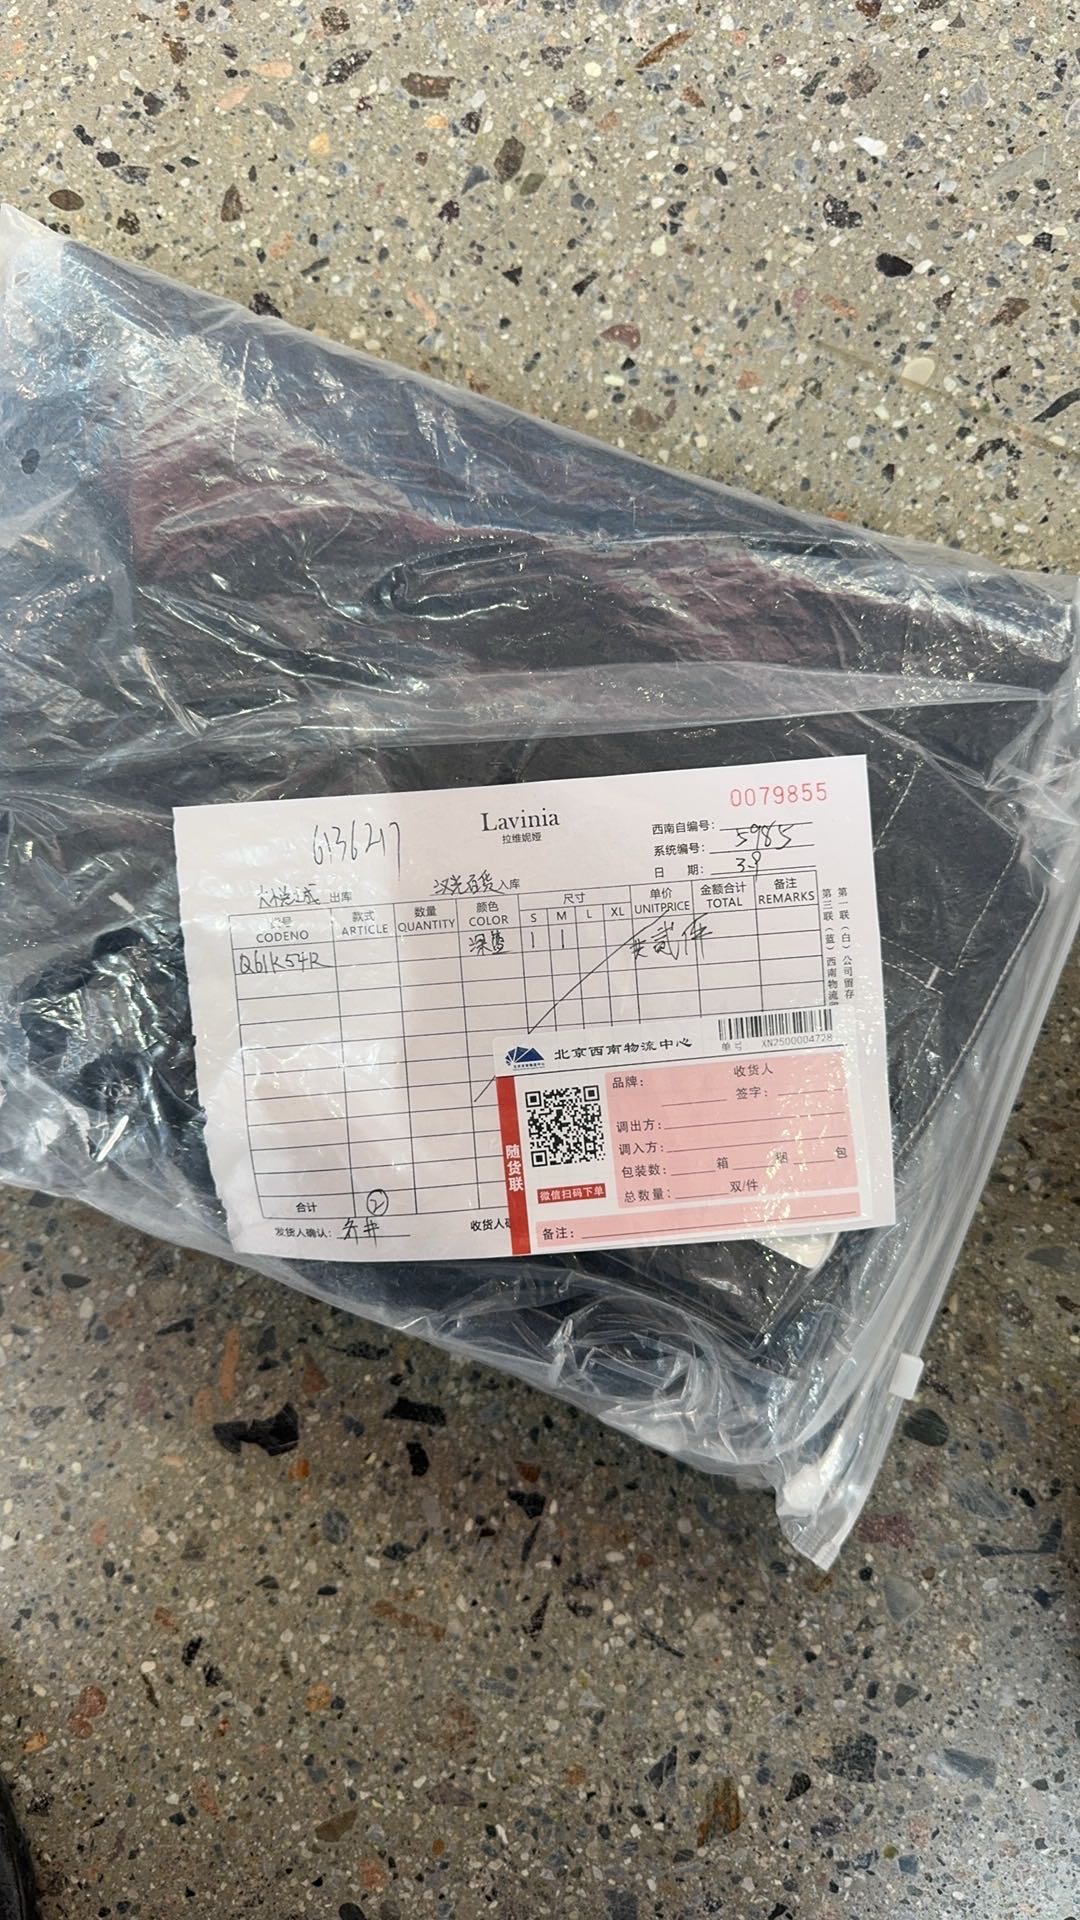 0079855
Lavinia
拉维妮娅
6136217
西南自编号：
系统编号：5985
日 期：3.9
大悦城 出库 汉光百货 入库
款号 款式 数量 颜色 尺寸 单价 金额合计 备注
CODENO ARTICLE QUANTITY COLOR S M L XL UNITPRICE TOTAL REMARKS
Q61K54R 深蓝 1 1 共贰件
第一联（白）公司留存
第三联（蓝）西南物流
合计 2
发货人确认：
收货人确
北京西南物流中心
单号 XN2500004728
随货联
微信扫码下单
品牌： 收货人
签字：
调出方：
调入方：
包装数： 箱 捆 包
总数量： 双/件
备注：